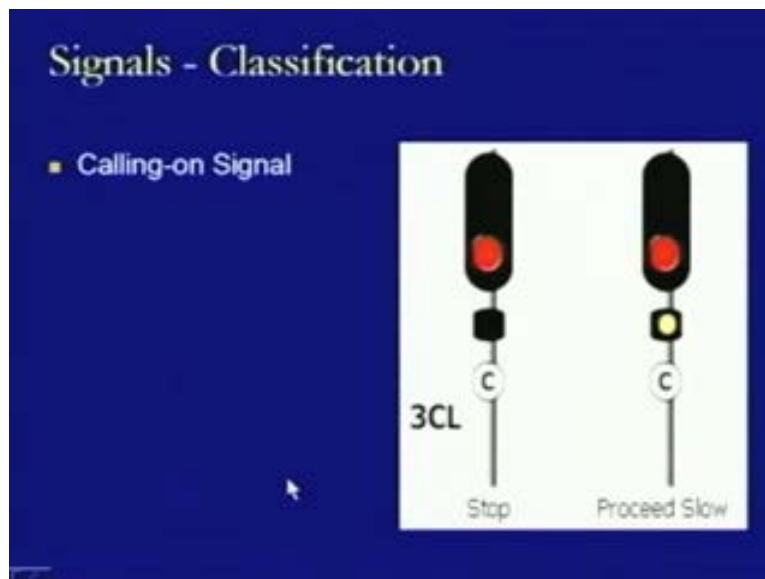 Signals - Classification
Calling-on Signal
C C
3CL
Stop Proceed Slow